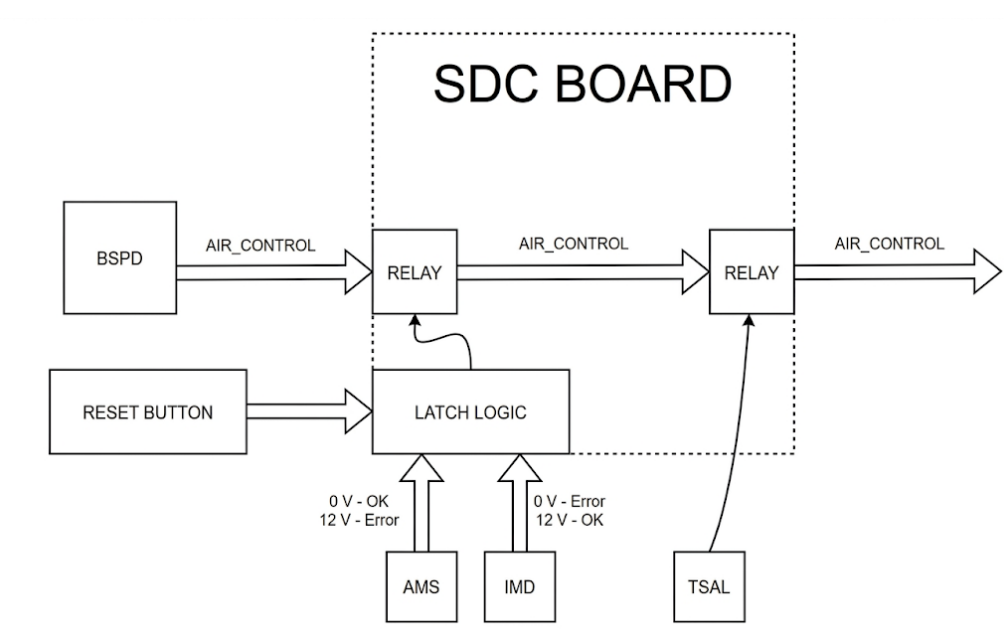 SDC BOARD
BSPD
AIR_CONTROL
RELAY
AIR_CONTROL
RELAY
AIR_CONTROL
RESET BUTTON
LATCH LOGIC
0 V - OK
12 V - Error
0 V - Error
12 V - OK
AMS
IMD
TSAL